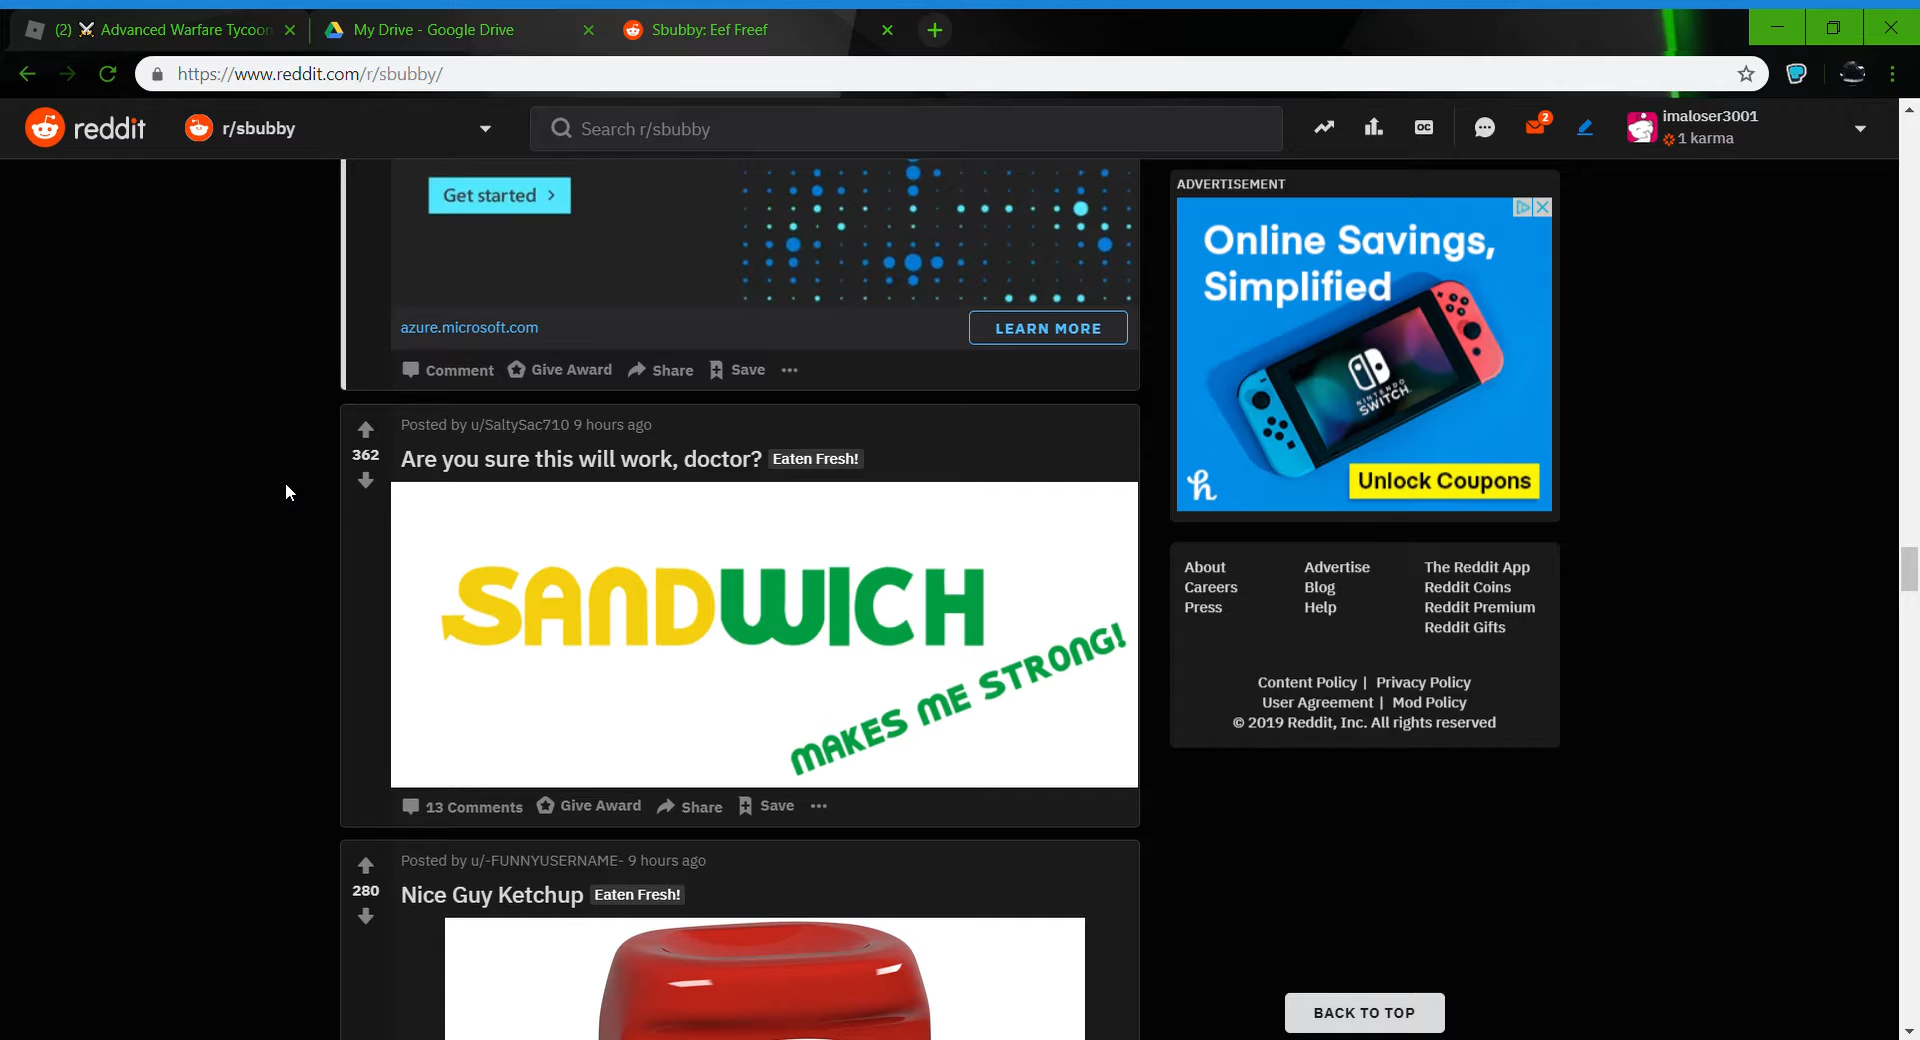 (2) ⚔ Advanced Warfare Tycoon
My Drive - Google Drive
Sbubby: Eef Freef
https://www.reddit.com/r/sbubby/
reddit
r/sbubby
Search r/sbubby
OC
2
imaloser3001
1 karma
Get started >
azure.microsoft.com
LEARN MORE
Comment
Give Award
Share
Save
Posted by u/SaltySac710 9 hours ago
362
Are you sure this will work, doctor? Eaten Fresh!
SANDWICH
MAKES ME STRONG!
13 Comments
Give Award
Share
Save
Posted by u/-FUNNYUSERNAME- 9 hours ago
280
Nice Guy Ketchup Eaten Fresh!
ADVERTISEMENT
Online Savings,
Simplified
NINTENDO
SWITCH
h
Unlock Coupons
About
Advertise
The Reddit App
Careers
Blog
Reddit Coins
Press
Help
Reddit Premium
Reddit Gifts
Content Policy | Privacy Policy
User Agreement | Mod Policy
© 2019 Reddit, Inc. All rights reserved
BACK TO TOP